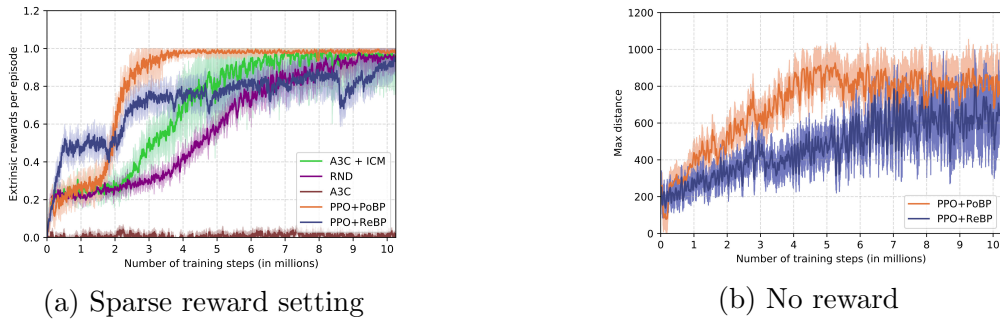 1.2
1.0
0.8
0.6
0.4
0.2
0.0
Extrinsic rewards per episode
A3C + ICM
RND
A3C
PPO+PoBP
PPO+ReBP
0 1 2 3 4 5 6 7 8 9 10
Number of training steps (in millions)
(a) Sparse reward setting
1200
1000
800
600
400
200
0
Max distance
PPO+PoBP
PPO+ReBP
0 1 2 3 4 5 6 7 8 9 10
Number of training steps (in millions)
(b) No reward